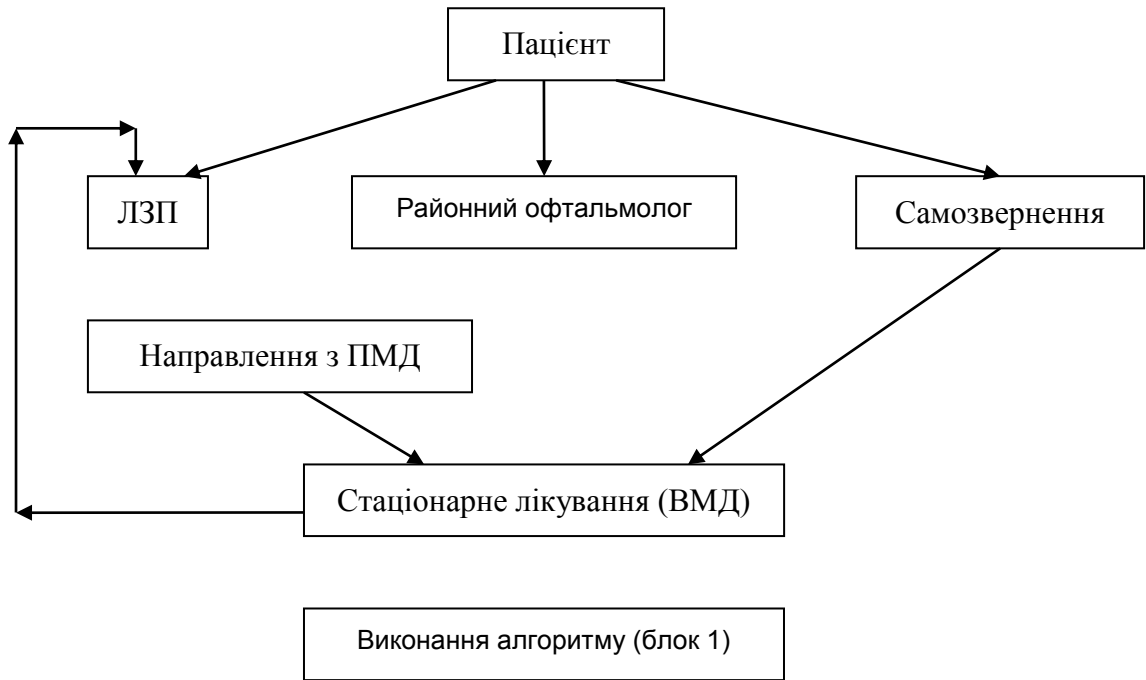 Пацієнт
ЛЗП
Районний офтальмолог
Самозвернення
Направлення з ПМД
Стаціонарне лікування (ВМД)
Виконання алгоритму (блок 1)